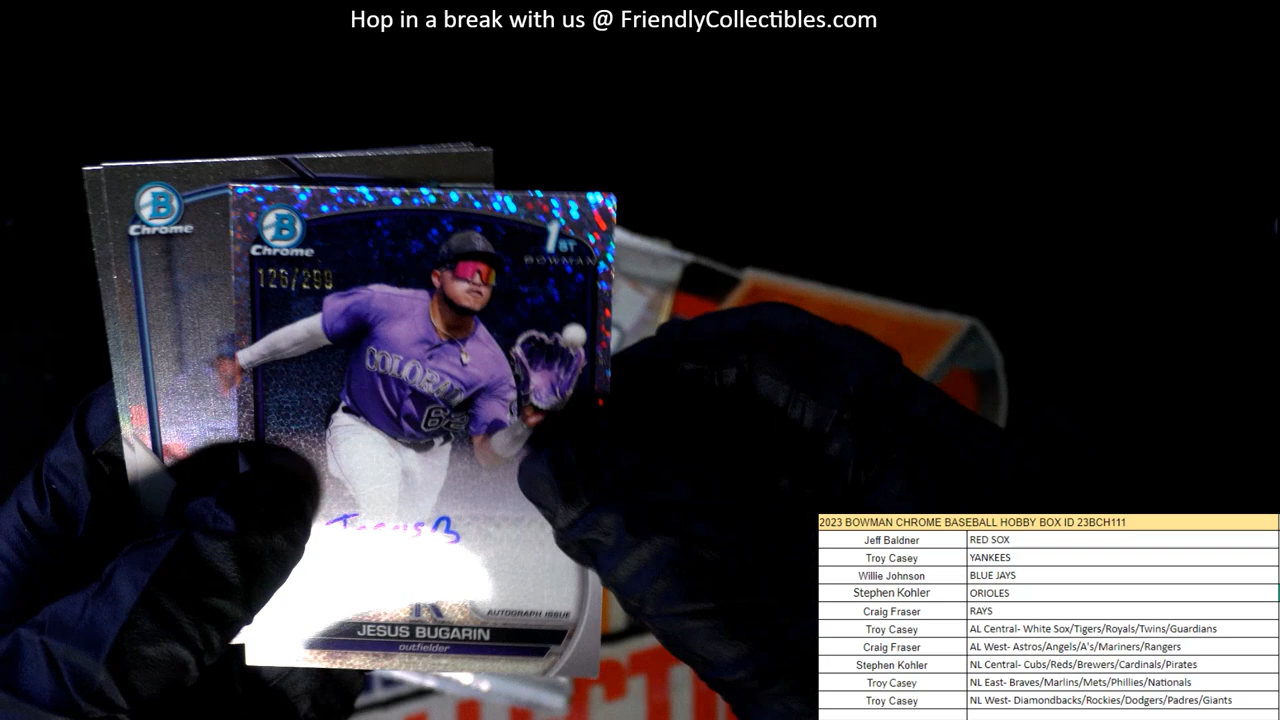 Hop in a break with us @ FriendlyCollectibles.com
B
Chrome
B
Chrome
1ST
BOWMAN
126/299
COLORA
62
Jesus B
AUTOGRAPH ISSUE
JESUS BUGARIN
outfielder
2023 BOWMAN CHROME BASEBALL HOBBY BOX ID 23BCH111
Jeff Baldner RED SOX
Troy Casey YANKEES
Willie Johnson BLUE JAYS
Stephen Kohler ORIOLES
Craig Fraser RAYS
Troy Casey AL Central- White Sox/Tigers/Royals/Twins/Guardians
Craig Fraser AL West- Astros/Angels/A's/Mariners/Rangers
Stephen Kohler NL Central- Cubs/Reds/Brewers/Cardinals/Pirates
Troy Casey NL East- Braves/Marlins/Mets/Phillies/Nationals
Troy Casey NL West- Diamondbacks/Rockies/Dodgers/Padres/Giants